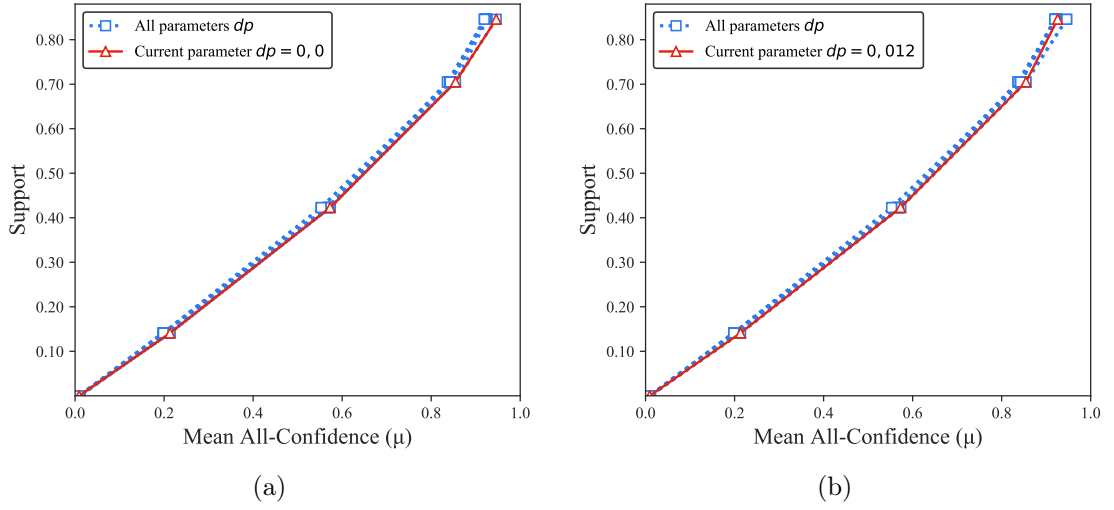 All parameters dp
Current parameter dp = 0, 0
0.80
0.70
0.60
0.50
0.40
0.30
0.20
0.10
Support
0.0 0.2 0.4 0.6 0.8 1.0
Mean All-Confidence (μ)
(a)
All parameters dp
Current parameter dp = 0, 012
0.80
0.70
0.60
0.50
0.40
0.30
0.20
0.10
Support
0.0 0.2 0.4 0.6 0.8 1.0
Mean All-Confidence (μ)
(b)